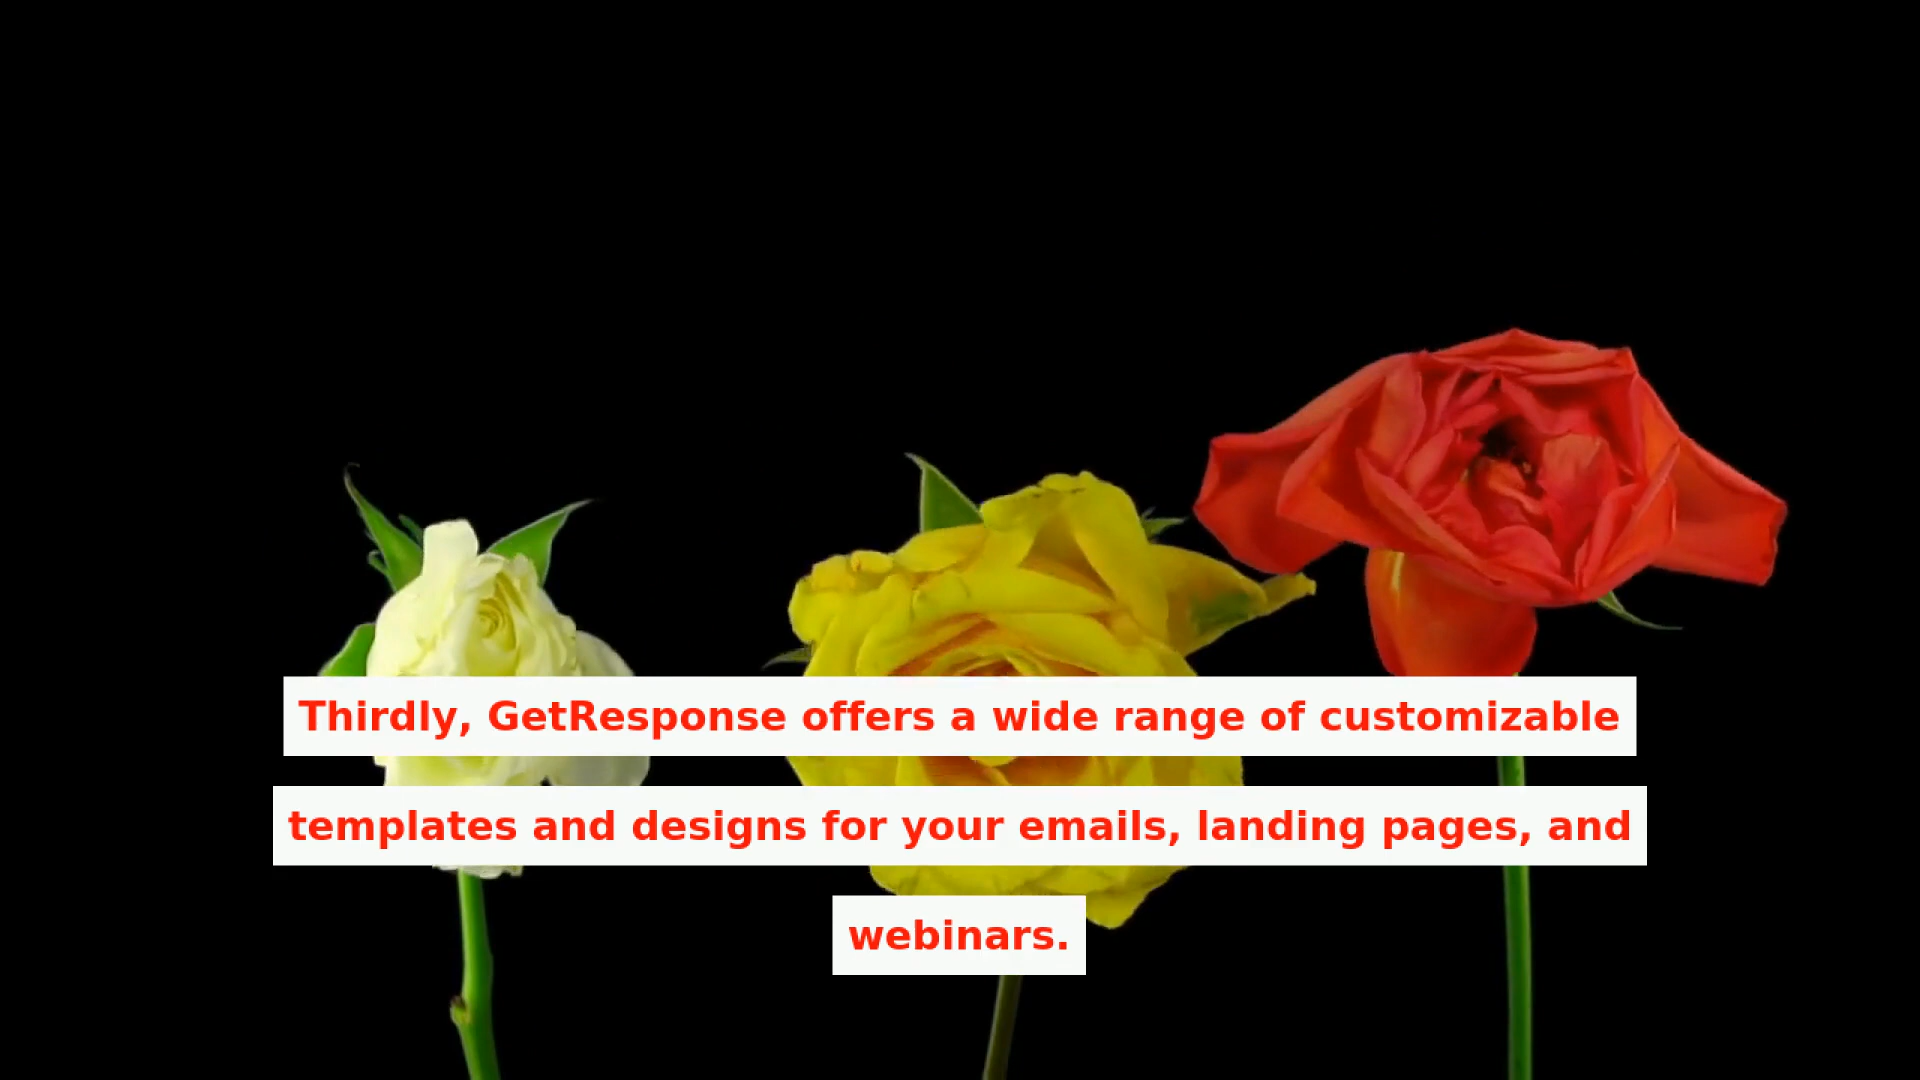 Thirdly, GetResponse offers a wide range of customizable
templates and designs for your emails, landing pages, and
webinars.